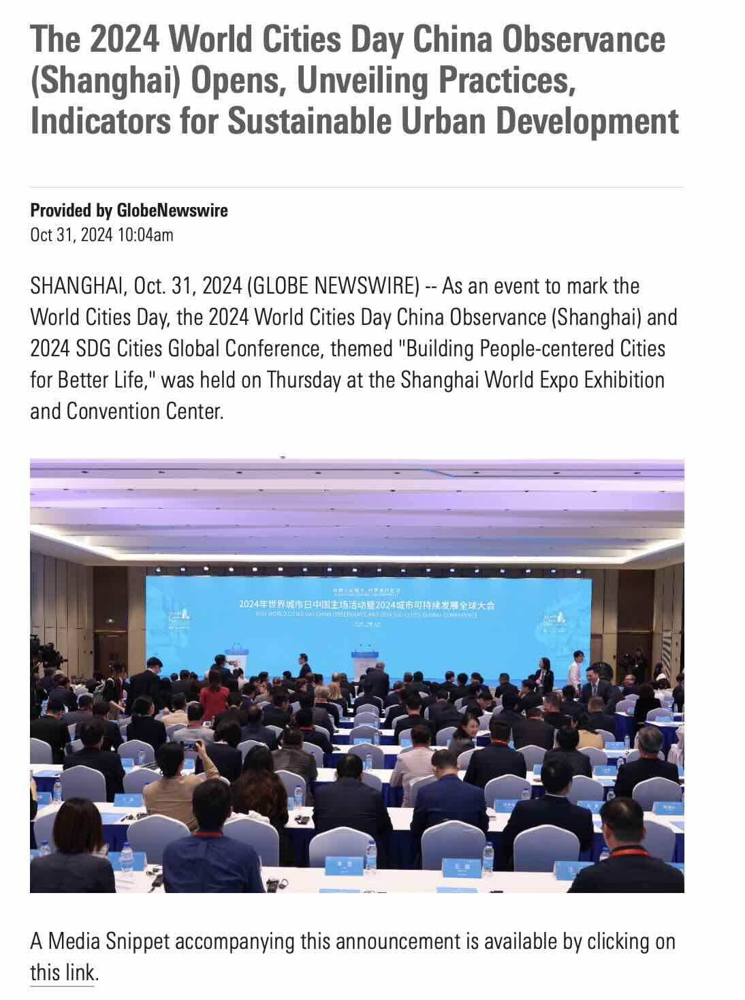 The 2024 World Cities Day China Observance
(Shanghai) Opens, Unveiling Practices,
Indicators for Sustainable Urban Development
Provided by GlobeNewswire
Oct 31, 2024 10:04am
SHANGHAI, Oct. 31, 2024 (GLOBE NEWSWIRE) -- As an event to mark the
World Cities Day, the 2024 World Cities Day China Observance (Shanghai) and
2024 SDG Cities Global Conference, themed "Building People-centered Cities
for Better Life," was held on Thursday at the Shanghai World Expo Exhibition
and Convention Center.
2024年世界城市日中国主场活动暨2024城市可持续发展全球大会
2024 WORLD CITIES DAY CHINA OBSERVANCE AND 2024 SDG CITIES GLOBAL CONFERENCE
A Media Snippet accompanying this announcement is available by clicking on
this link.